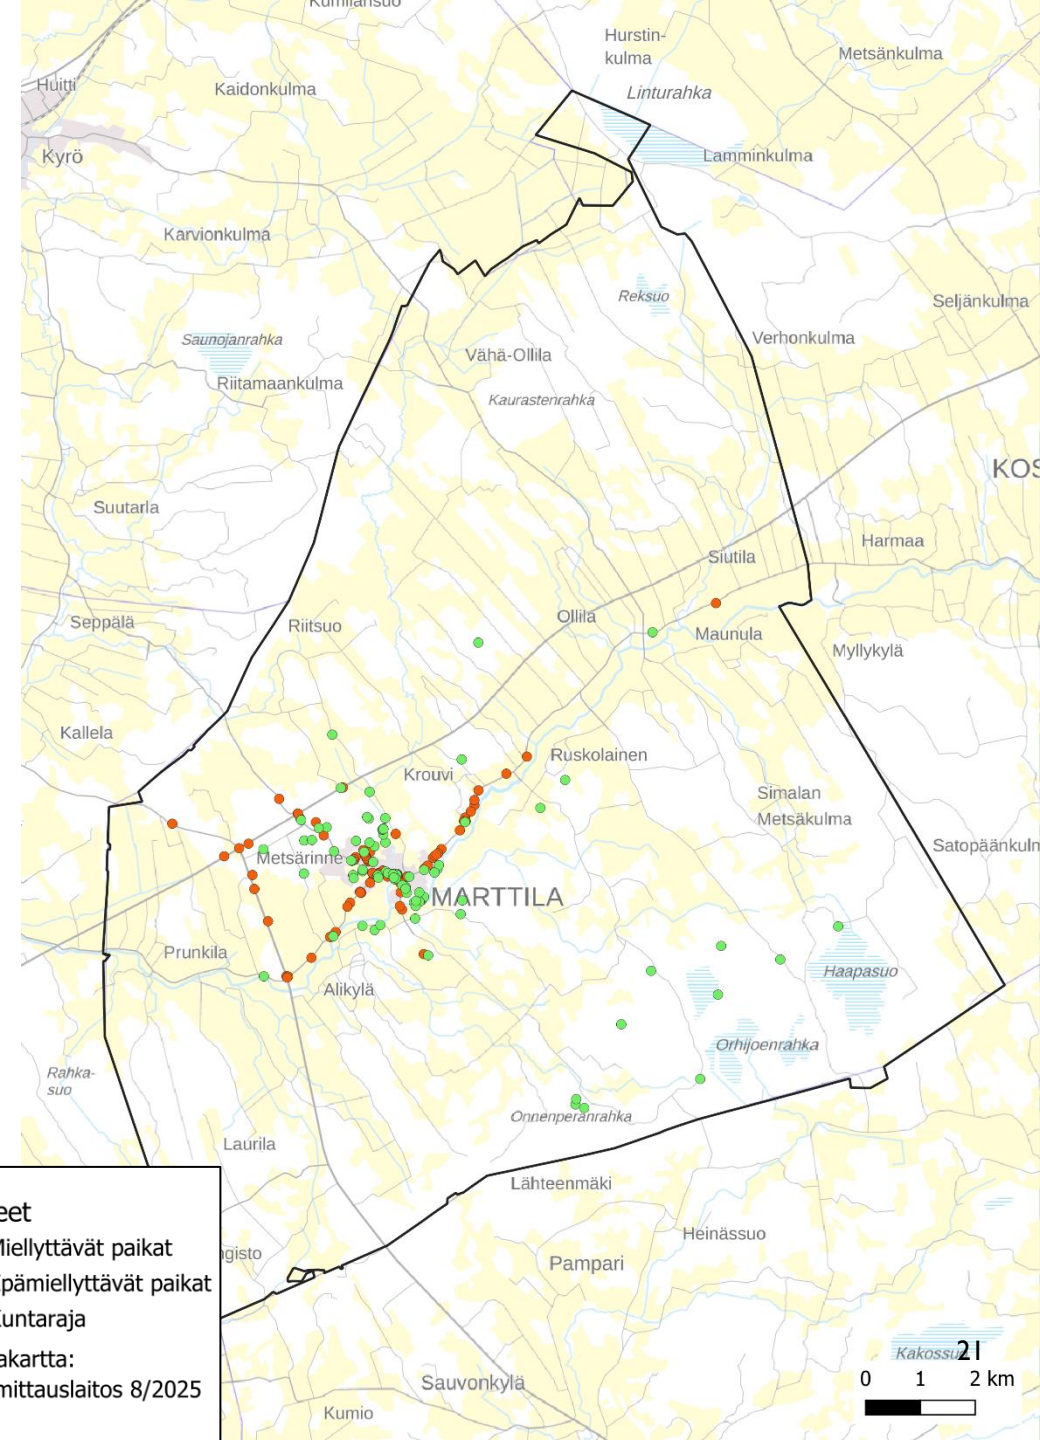 Kumilansuo
Hurstin-
kulma
Metsänkulma
Huitti
Kaidonkulma
Linturahka
Kyrö
Lamminkulma
Karvionkulma
Reksuo
Seljänkulma
Saunojanrahka
Verhonkulma
Vähä-Ollila
Riitamaankulma
Kaurastenrahka
KOS
Suutarla
Harmaa
Siutila
Seppälä
Riitsuo
Ollila
Maunula
Myllykylä
Kallela
Ruskolainen
Krouvi
Simalan
Metsäkulma
Satopäänkulm
Metsärinne
MARTTILA
Prunkila
Haapasuo
Alikylä
Orhijoenrahka
Rahka-
suo
Onnenperänrahka
Laurila
Lähteenmäki
Heinässuo
Pampari
ngisto
Kakossuo
21
Sauvonkylä
Kumio
0 1 2 km
eet
Miellyttävät paikat
Epämiellyttävät paikat
Kuntaraja
akartta:
mittauslaitos 8/2025